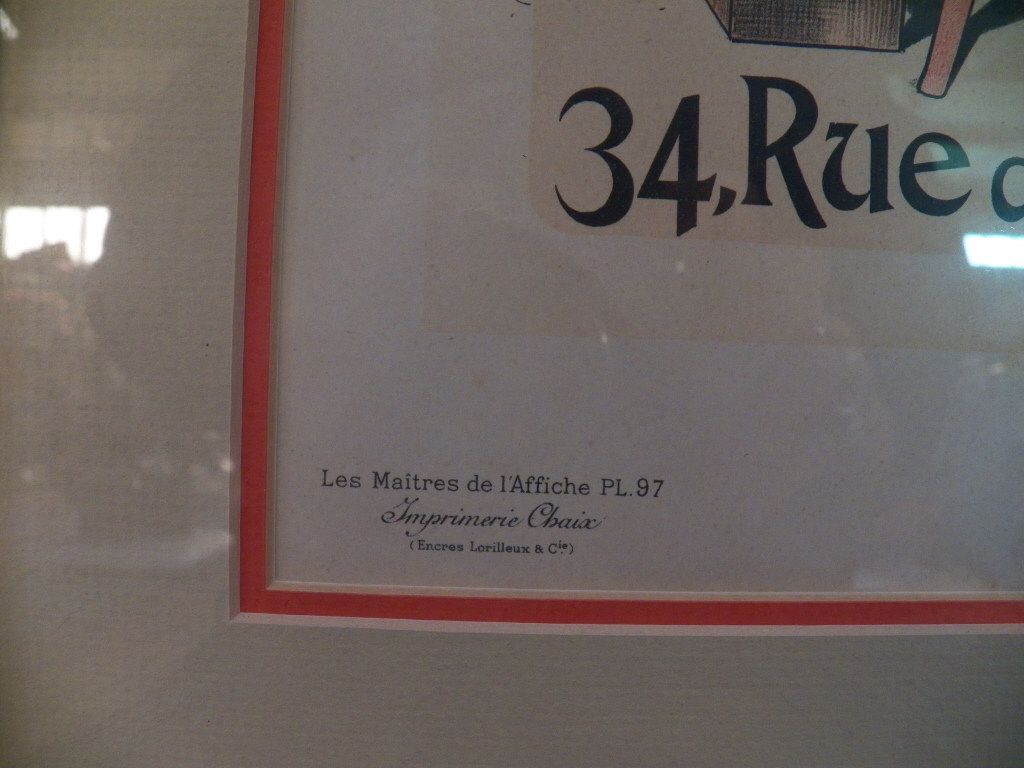 34, Rue d
Les Maîtres de l'Affiche PL.97
Imprimerie Chaix
(Encres Lorilleux & Cie.)